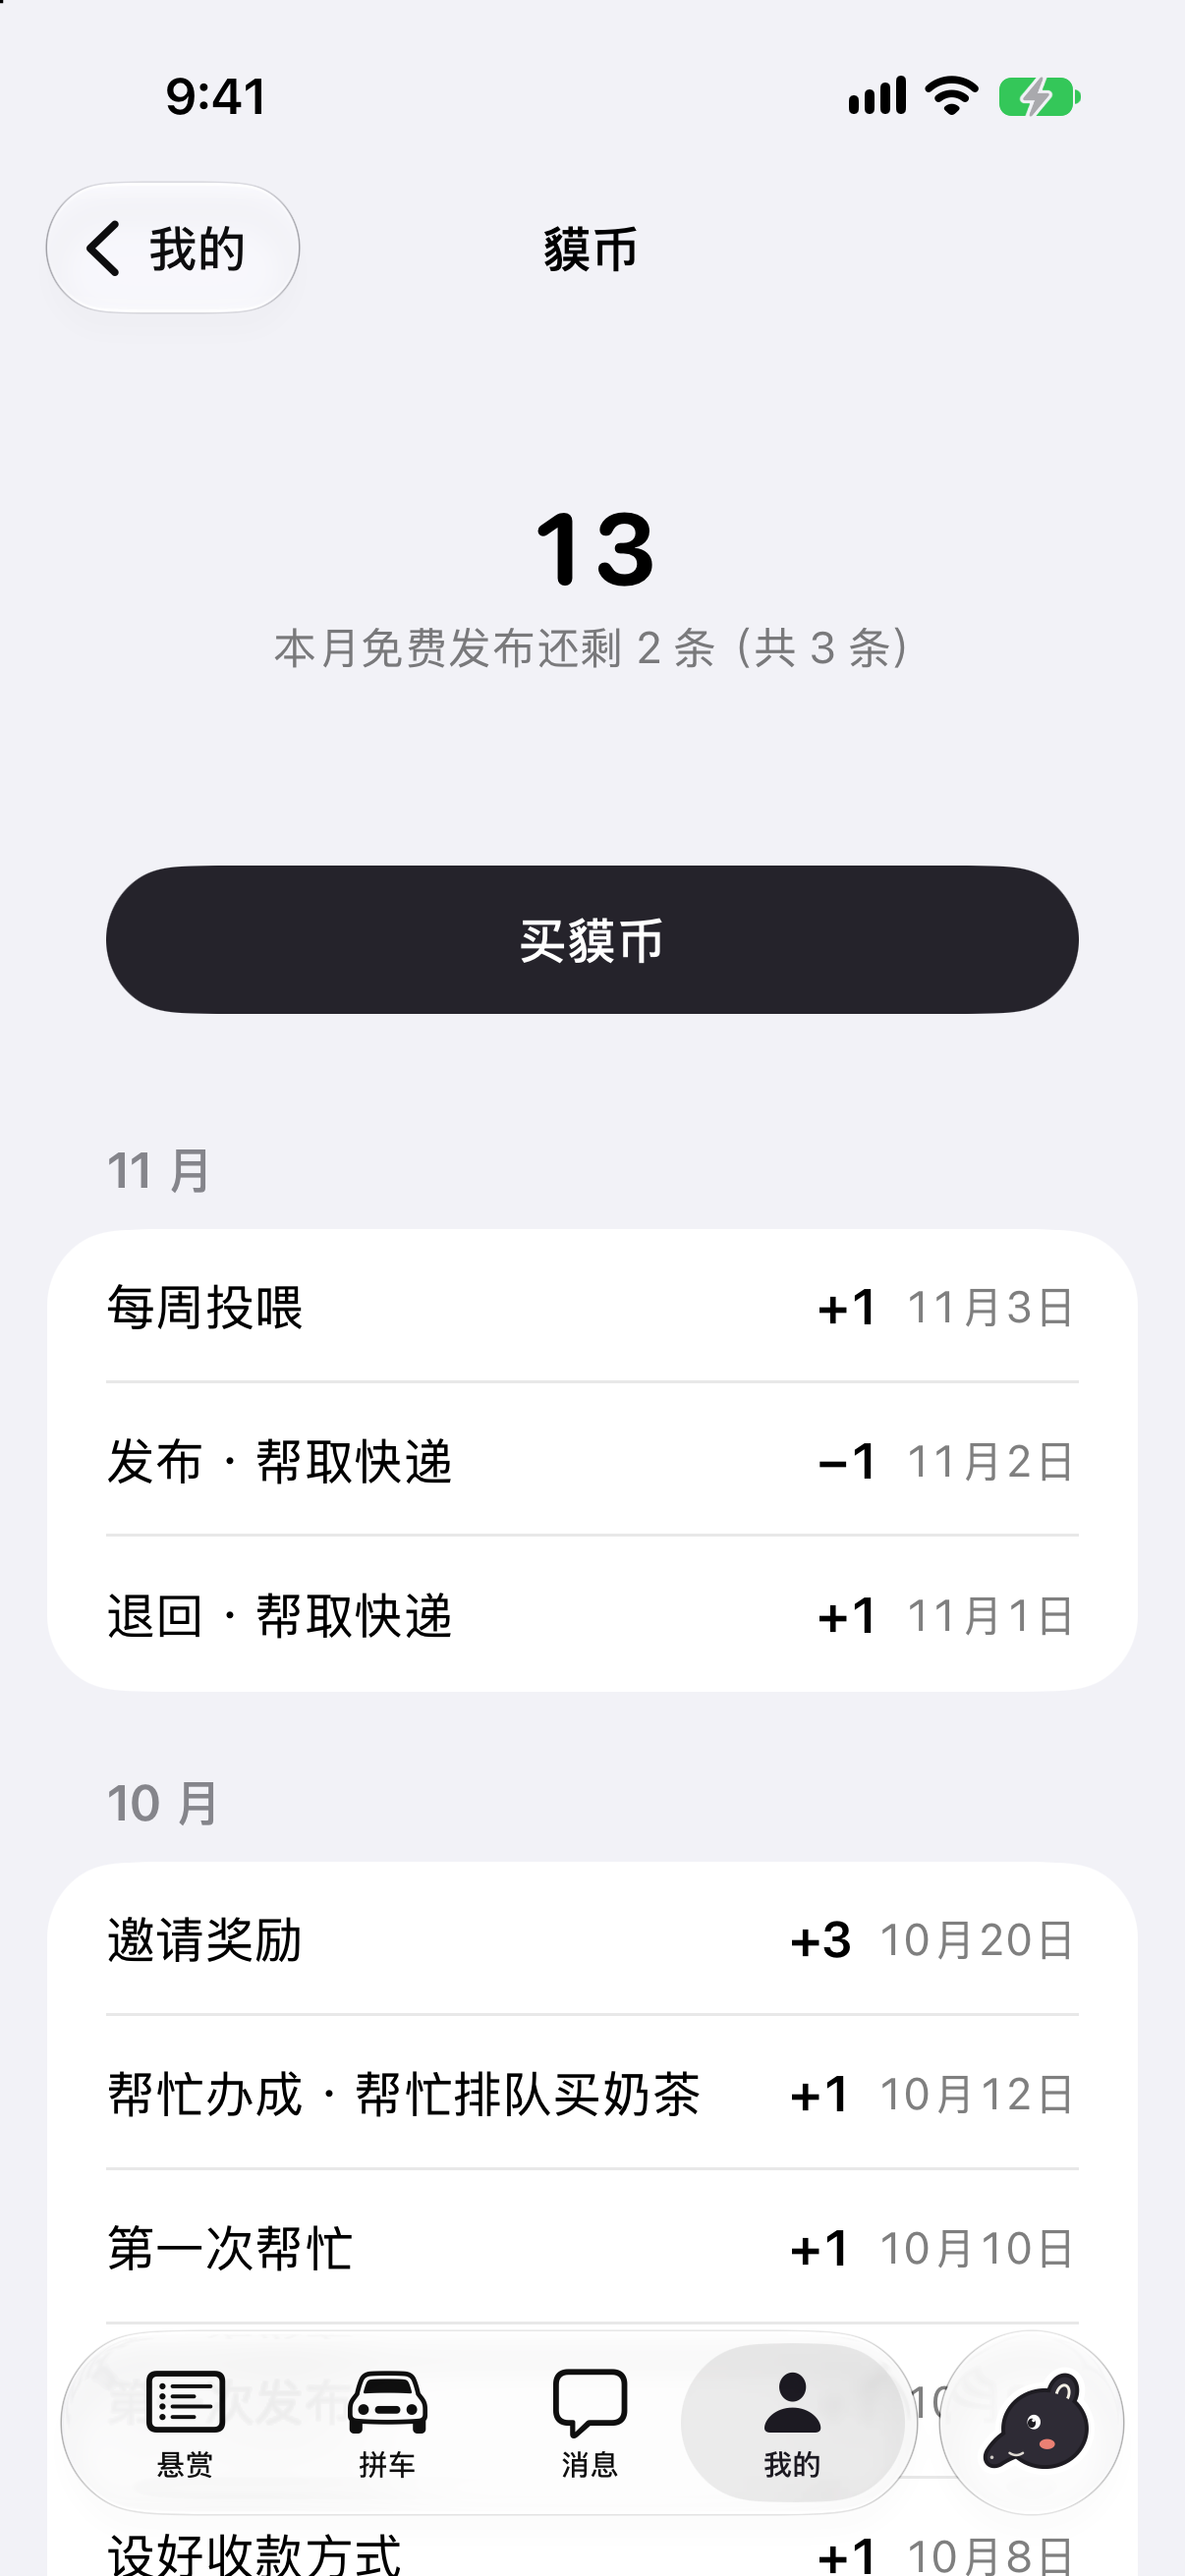 9:41
我的
貘币
13
本月免费发布还剩 2 条（共 3 条）
买貘币
11 月
每周投喂 +1 11月3日
发布 · 帮取快递 −1 11月2日
退回 · 帮取快递 +1 11月1日
10 月
邀请奖励 +3 10月20日
帮忙办成 · 帮忙排队买奶茶 +1 10月12日
第一次帮忙 +1 10月10日
第一次发布
悬赏 拼车 消息 我的
设好收款方式 +1 10月8日